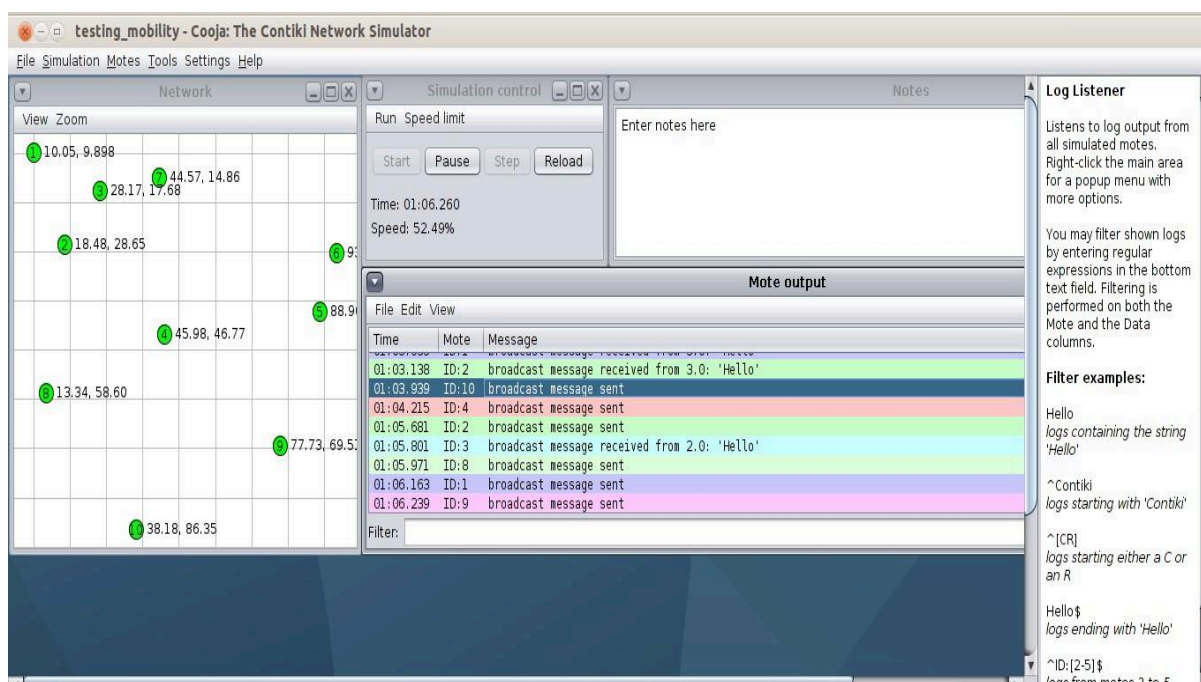 testing_mobility - Cooja: The Contiki Network Simulator
File Simulation Motes Tools Settings Help
Network
View Zoom
1 10.05, 9.898
7 44.57, 14.86
3 28.17, 17.68
2 18.48, 28.65
6 93
5 88.9
4 45.98, 46.77
8 13.34, 58.60
9 77.73, 69.53
10 38.18, 86.35
Simulation control
Run Speed limit
Start Pause Step Reload
Time: 01:06.260
Speed: 52.49%
Notes
Enter notes here
Mote output
File Edit View
Time Mote Message
01:03.138 ID:2 broadcast message received from 3.0: 'Hello'
01:03.939 ID:10 broadcast message sent
01:04.215 ID:4 broadcast message sent
01:05.681 ID:2 broadcast message sent
01:05.801 ID:3 broadcast message received from 2.0: 'Hello'
01:05.971 ID:8 broadcast message sent
01:06.163 ID:1 broadcast message sent
01:06.239 ID:9 broadcast message sent
Filter:
Log Listener
Listens to log output from
all simulated motes.
Right-click the main area
for a popup menu with
more options.
You may filter shown logs
by entering regular
expressions in the bottom
text field. Filtering is
performed on both the
Mote and the Data
columns.
Filter examples:
Hello
logs containing the string
'Hello'
^Contiki
logs starting with 'Contiki'
^[CR]
logs starting either a C or
an R
Hello$
logs ending with 'Hello'
^ID:[2-5]$
logs from motes 2 to 5